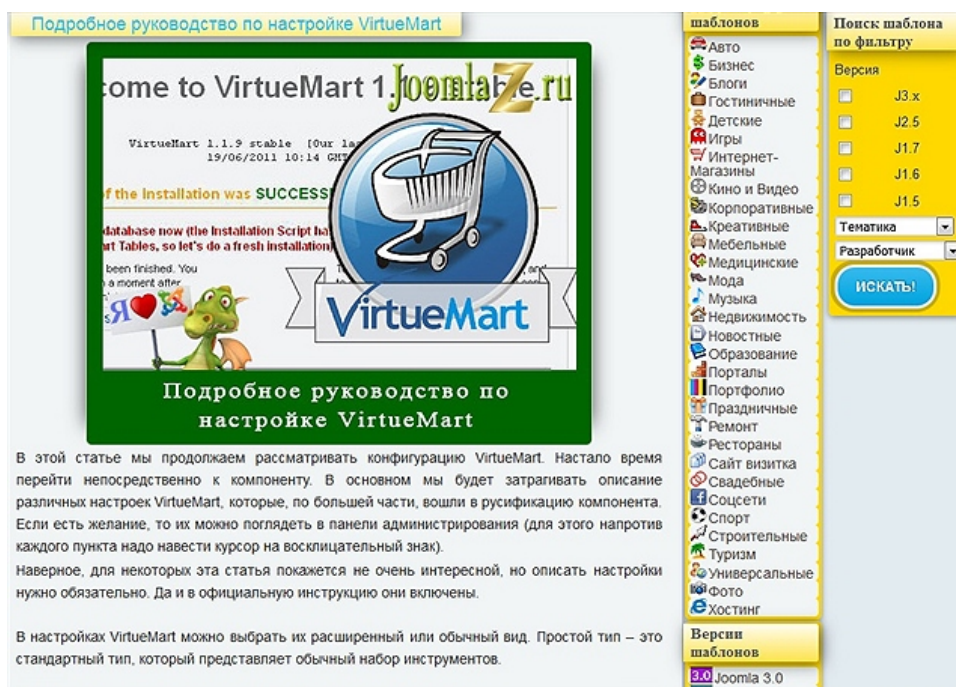 Подробное руководство по настройке VirtueMart
come to VirtueMart 1.
JoomlaZ.ru
VirtueMart 1.1.9 stable [Our
19/06/2011 10:14 GMT
of the Installation was SUCCESS
database now (the Installation Script ha
Tables, so let's do a fresh installation)
been finished. You
a moment after
and
Я
VirtueMart
Подробное руководство по
настройке VirtueMart
В этой статье мы продолжаем рассматривать конфигурацию VirtueMart. Настало время
перейти непосредственно к компоненту. В основном мы будет затрагивать описание
различных настроек VirtueMart, которые, по большей части, вошли в русификацию компонента.
Если есть желание, то их можно поглядеть в панели администрирования (для этого напротив
каждого пункта надо навести курсор на восклицательный знак).
Наверное, для некоторых эта статья покажется не очень интересной, но описать настройки
нужно обязательно. Да и в официальную инструкцию они включены.
В настройках VirtueMart можно выбрать их расширенный или обычный вид. Простой тип – это
стандартный тип, который представляет обычный набор инструментов.
шаблонов
Авто
Бизнес
Блоги
Гостиничные
Детские
Игры
Интернет-
Магазины
Кино и Видео
Корпоративные
Креативные
Мебельные
Медицинские
Мода
Музыка
Недвижимость
Новостные
Образование
Порталы
Портфолио
Праздничные
Ремонт
Рестораны
Сайт визитка
Свадебные
Соцсети
Спорт
Строительные
Туризм
Универсальные
Фото
Хостинг
Версии
шаблонов
3.0 Joomla 3.0
Поиск шаблона
по фильтру
Версия
J3.x
J2.5
J1.7
J1.6
J1.5
Тематика
Разработчик
ИСКАТЬ!